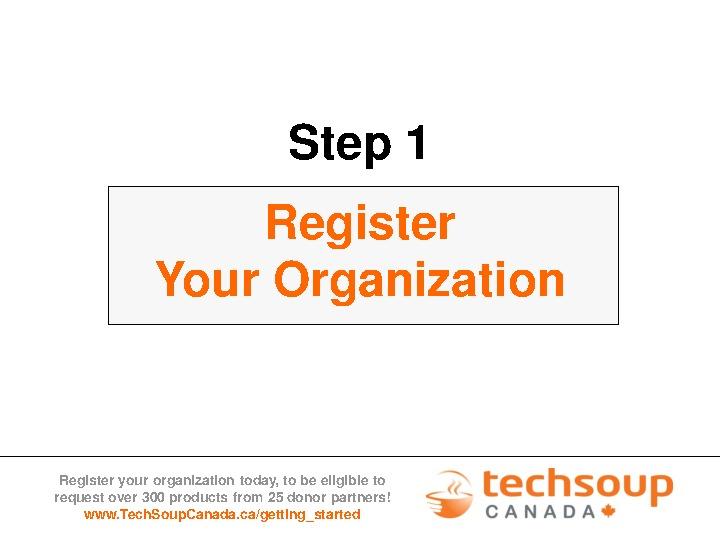 Step 1
Register
Your Organization
Register your organization today, to be eligible to
request over 300 products from 25 donor partners!
www.TechSoupCanada.ca/getting_started
techsoup
CANADA